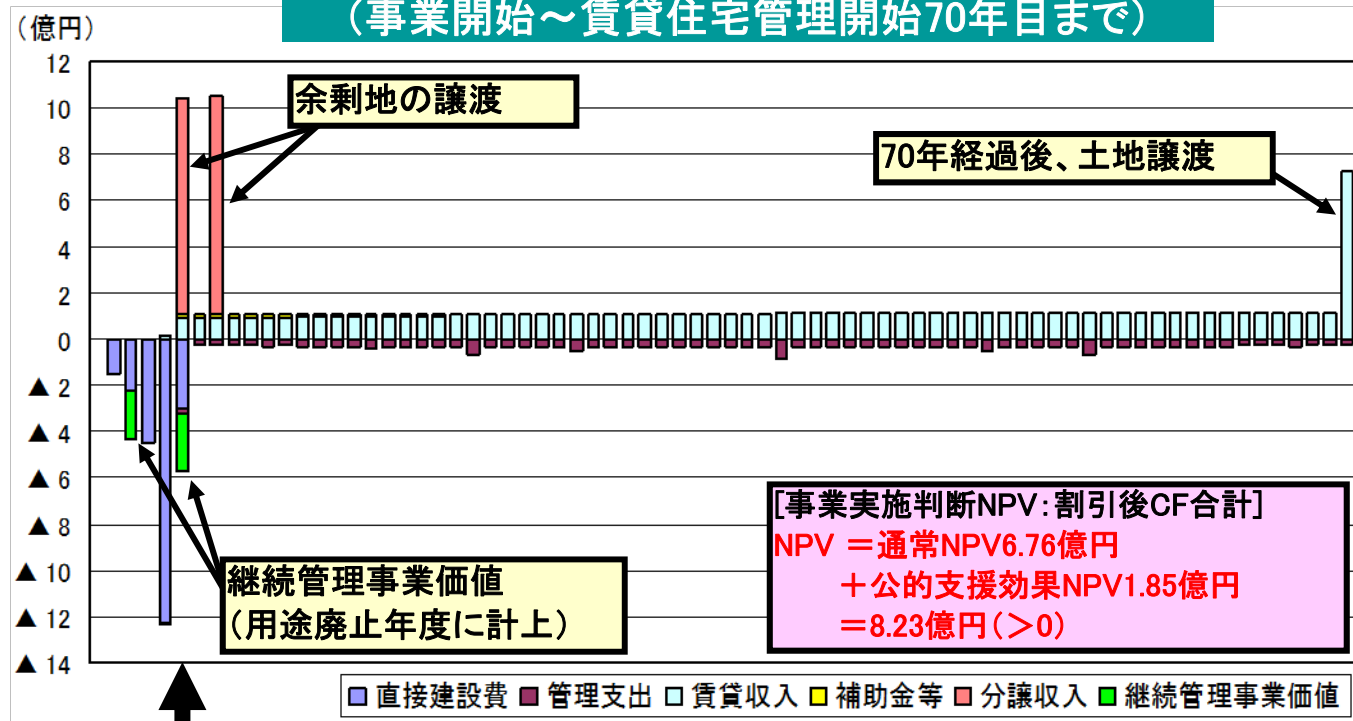 (事業開始～賃貸住宅管理開始70年目まで)
(億円)
12
10
8
6
4
2
0
▲ 2
▲ 4
▲ 6
▲ 8
▲ 10
▲ 12
▲ 14
余剰地の譲渡
70年経過後、土地譲渡
継続管理事業価値
(用途廃止年度に計上)
[事業実施判断NPV:割引後CF合計]
NPV =通常NPV6.76億円
+公的支援効果NPV1.85億円
=8.23億円(>0)
直接建設費 管理支出 賃貸収入 補助金等 分譲収入 継続管理事業価値